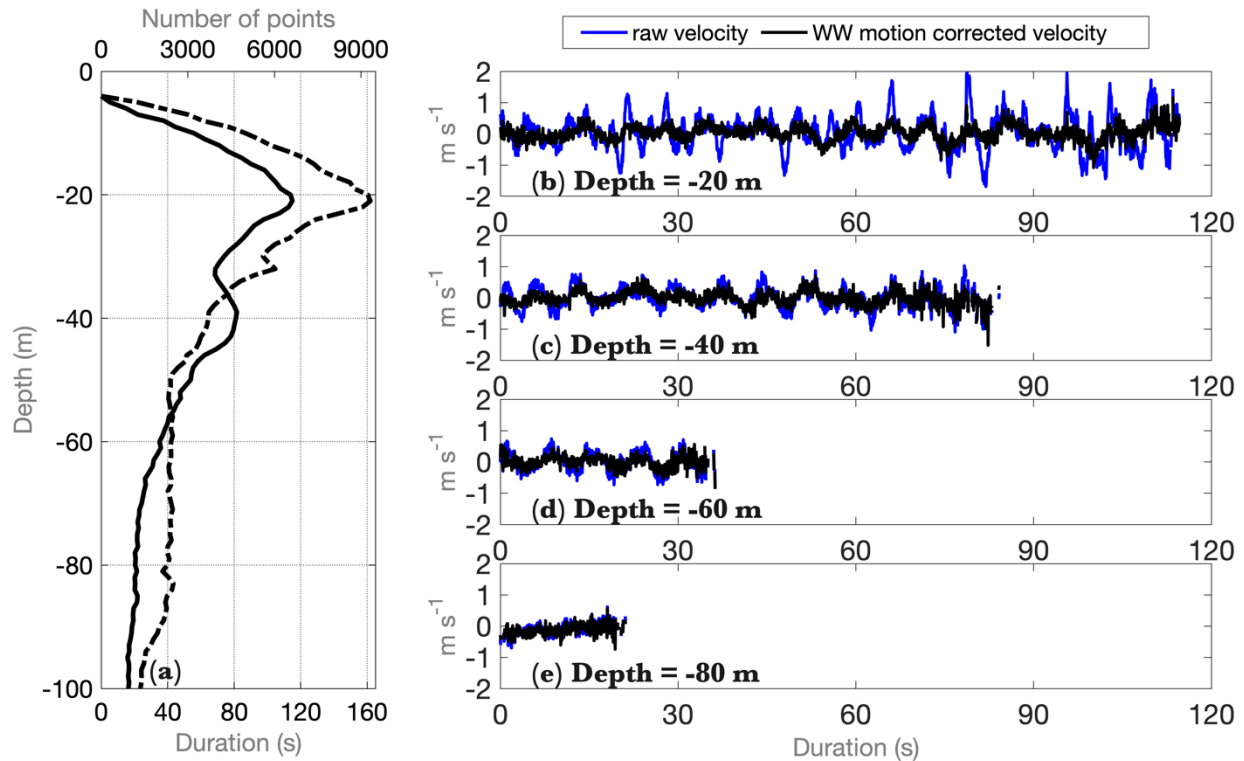 Number of points
0 3000 6000 9300
0
-20
-40
-60
-80
-100
Depth (m)
(a)
0 40 80 120 160
Duration (s)
raw velocity WW motion corrected velocity
2
1
0
-1
-2
m s-1
(b) Depth = -20 m
0 30 60 90 120
2
1
0
-1
-2
m s-1
(c) Depth = -40 m
0 30 60 90 120
2
1
0
-1
-2
m s-1
(d) Depth = -60 m
0 30 60 90 120
2
1
0
-1
-2
m s-1
(e) Depth = -80 m
0 30 60 90 120
Duration (s)